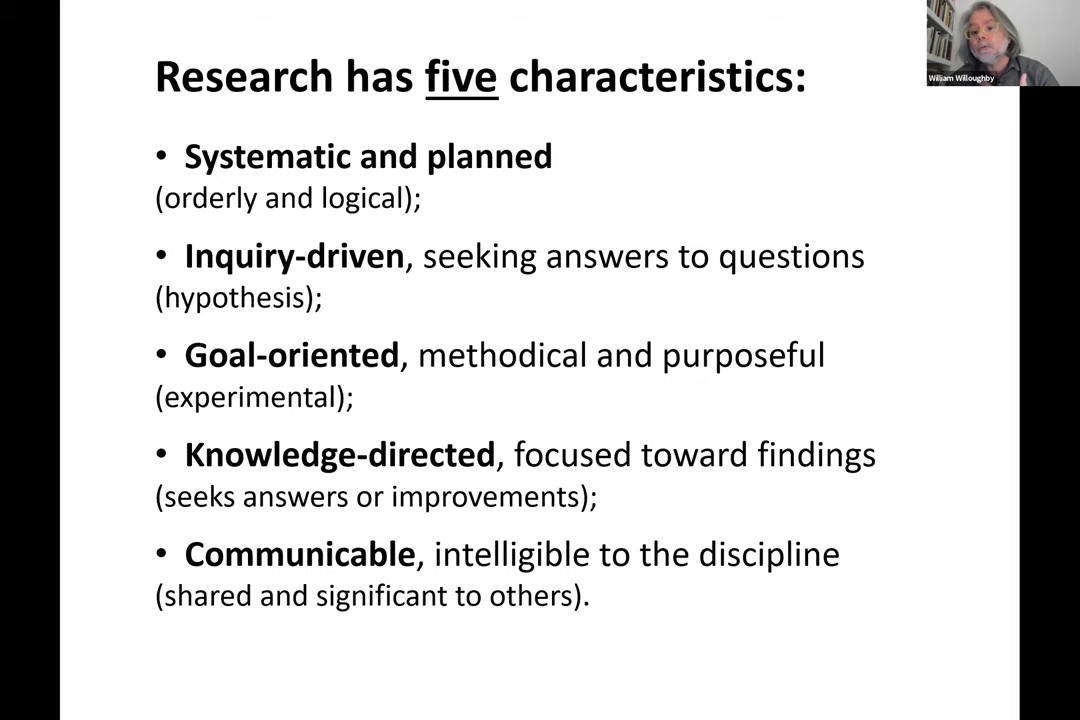 Research has five characteristics:
• Systematic and planned
(orderly and logical);
• Inquiry-driven, seeking answers to questions
(hypothesis);
• Goal-oriented, methodical and purposeful
(experimental);
• Knowledge-directed, focused toward findings
(seeks answers or improvements);
• Communicable, intelligible to the discipline
(shared and significant to others).
William Willoughby